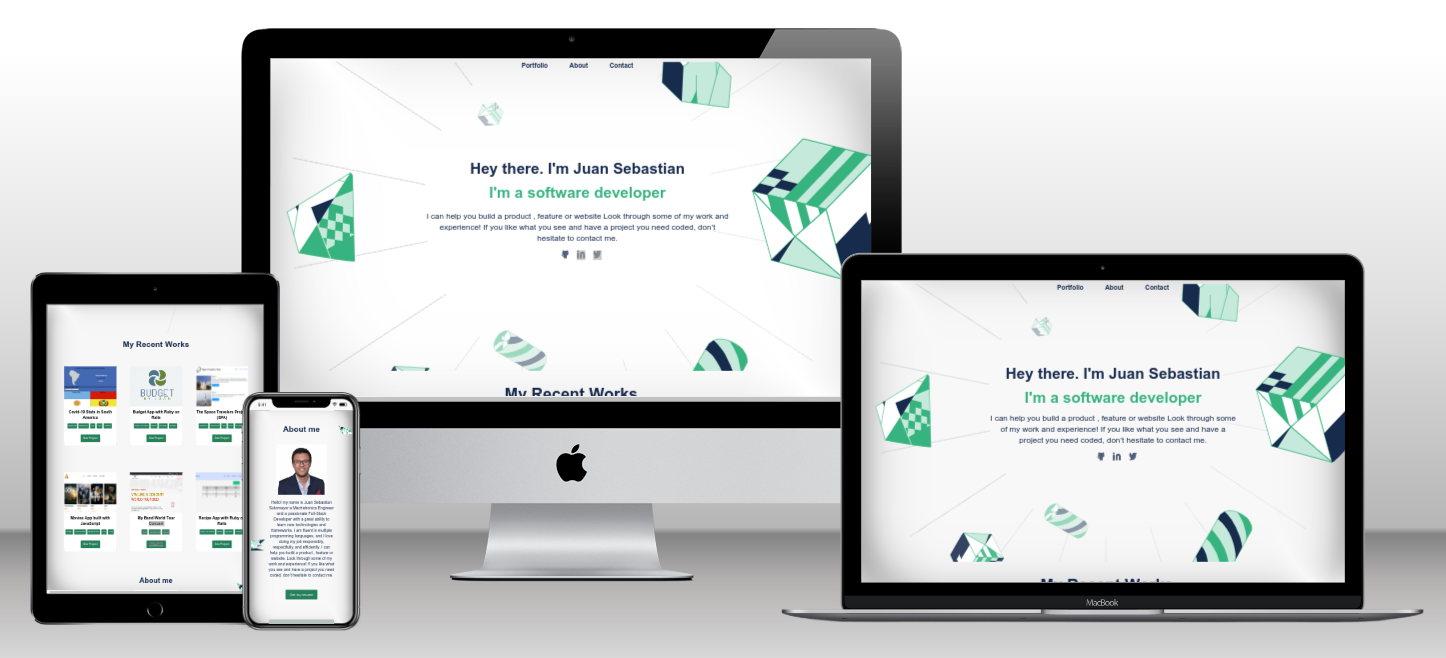 Portfolio About Contact
Hey there. I'm Juan Sebastian
I'm a software developer
I can help you build a product , feature or website Look through some of my work and
experience! If you like what you see and have a project you need coded, don't
hesitate to contact me.
in
My Recent Works
My Recent Works
BUDGET
Covid-19 Stats in South
America
Budget App with Ruby on
Rails
The Space Travelers
(SPA)
See Project
See Project
See Project
Movies App built with
JavaScript
My Band World Tour
Concert
Recipe App with Ruby
Rails
See Project
See Project
About me
9:41
About me
Hello! my name is Juan Sebastian
Sotomayor a Mechatronics Engineer
and a passionate Full-Stack
Developer with a great ability to
learn new technologies and
frameworks. I am fluent in multiple
programming languages, and I love
doing my job responsibly,
respectfully, and efficiently. I can
help you build a product , feature or
website. Look through some of my
work and experience! If you like what
you see and have a project you need
coded, don't hesitate to contact me.
Get my resume
Portfolio About Contact
Hey there. I'm Juan Sebastian
I'm a software developer
I can help you build a product , feature or website Look through some
of my work and experience! If you like what you see and have a
project you need coded, don't hesitate to contact me.
in
My Recent Works
MacBook